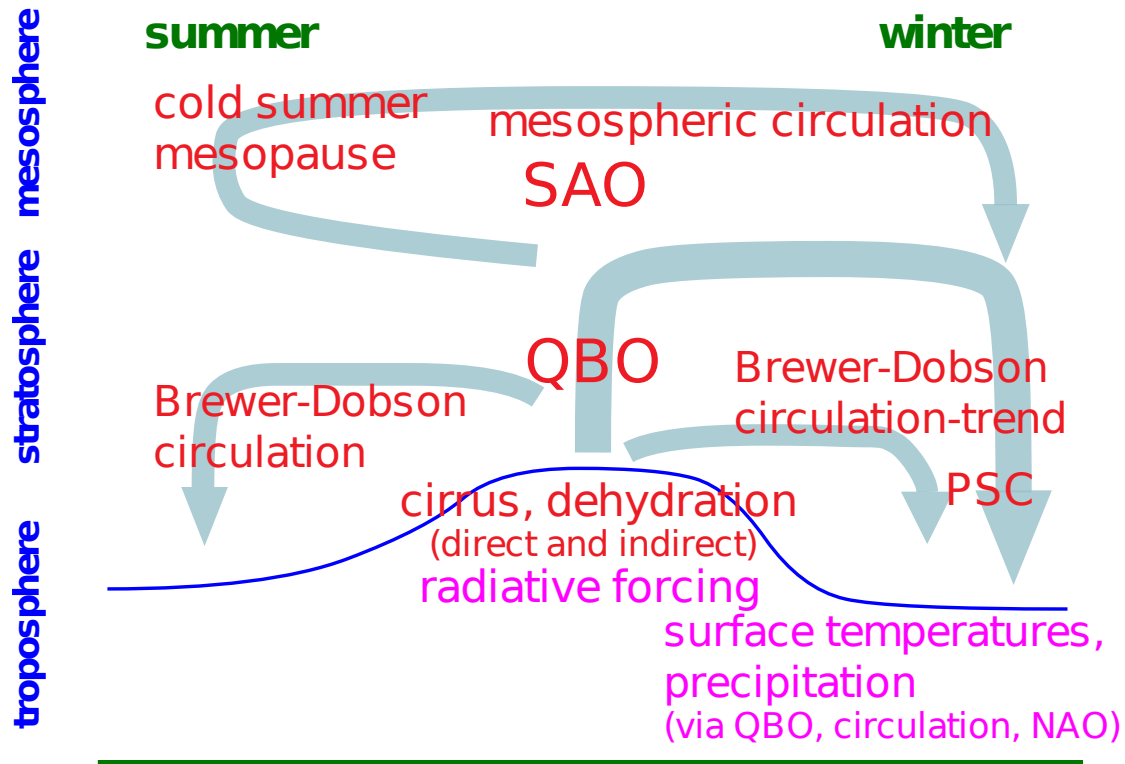 summer
winter
mesosphere
cold summer
mesopause
mesospheric circulation
SAO
stratosphere
QBO
Brewer-Dobson
circulation
Brewer-Dobson
circulation-trend
PSC
troposphere
cirrus, dehydration
(direct and indirect)
radiative forcing
surface temperatures,
precipitation
(via QBO, circulation, NAO)